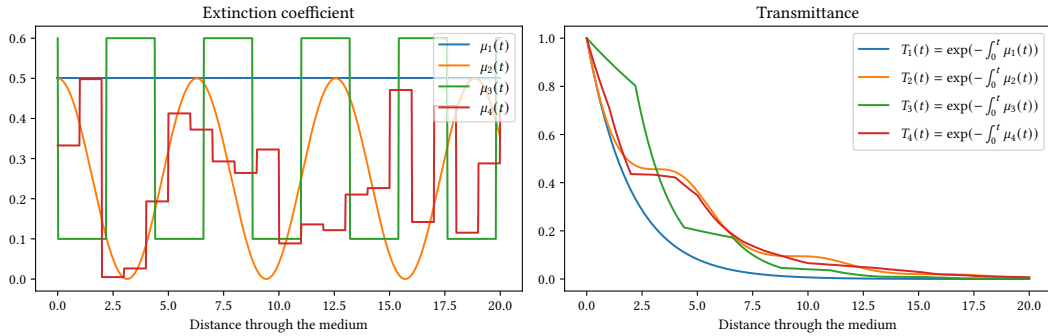 Extinction coefficient
0.6
0.5
0.4
0.3
0.2
0.1
0.0
μ₁(t)
μ₂(t)
μ₃(t)
μ₄(t)
0.0 2.5 5.0 7.5 10.0 12.5 15.0 17.5 20.0
Distance through the medium
Transmittance
1.0
0.8
0.6
0.4
0.2
0.0
T₁(t) = exp(−∫₀ᵗ μ₁(t))
T₂(t) = exp(−∫₀ᵗ μ₂(t))
T₃(t) = exp(−∫₀ᵗ μ₃(t))
T₄(t) = exp(−∫₀ᵗ μ₄(t))
0.0 2.5 5.0 7.5 10.0 12.5 15.0 17.5 20.0
Distance through the medium